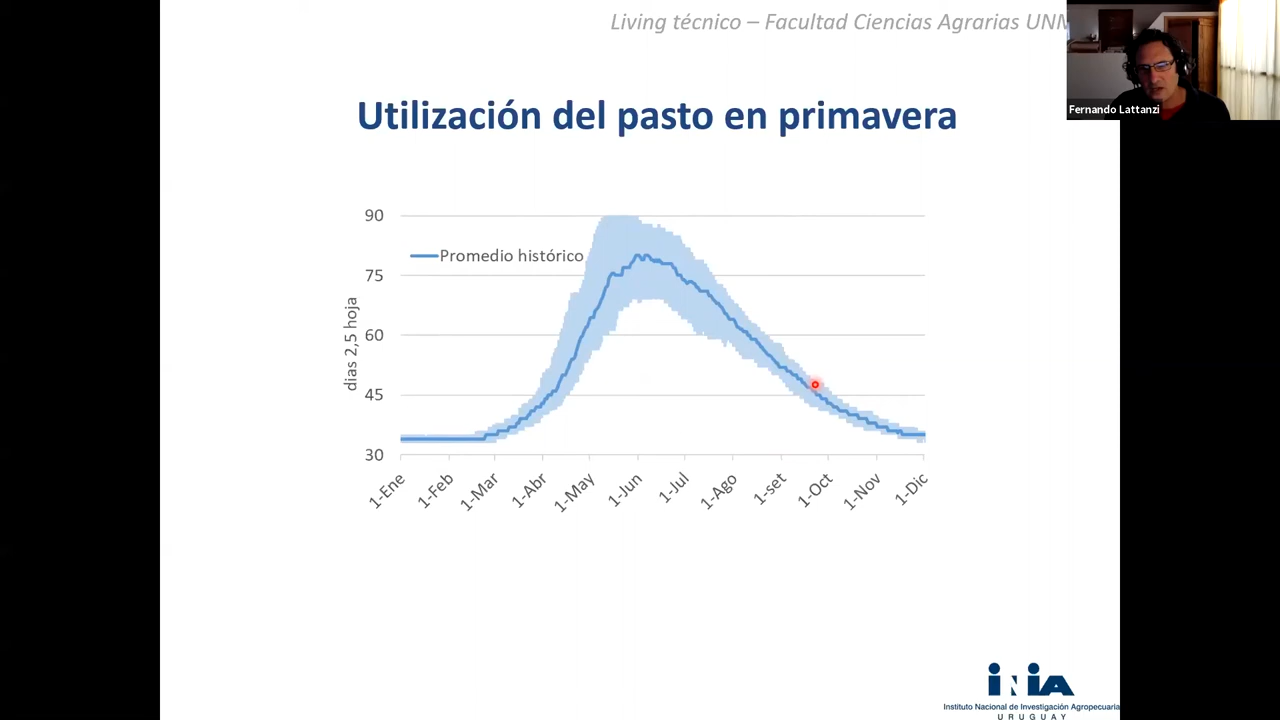 Living técnico – Facultad Ciencias Agrarias UNM
Fernando Lattanzi
Utilización del pasto en primavera
90
75
60
45
30
dias 2,5 hoja
Promedio histórico
1-Ene
1-Feb
1-Mar
1-Abr
1-May
1-Jun
1-Jul
1-Ago
1-set
1-Oct
1-Nov
1-Dic
INIA
Instituto Nacional de Investigación Agropecuaria
URUGUAY